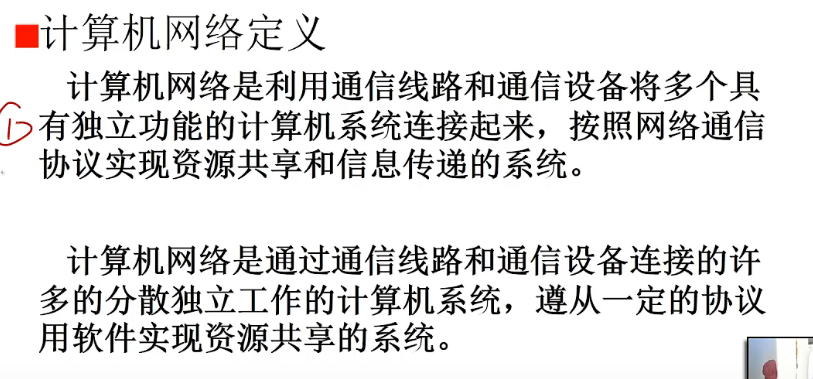 计算机网络定义
计算机网络是利用通信线路和通信设备将多个具
① 有独立功能的计算机系统连接起来，按照网络通信
协议实现资源共享和信息传递的系统。
计算机网络是通过通信线路和通信设备连接的许
多的分散独立工作的计算机系统，遵从一定的协议
用软件实现资源共享的系统。